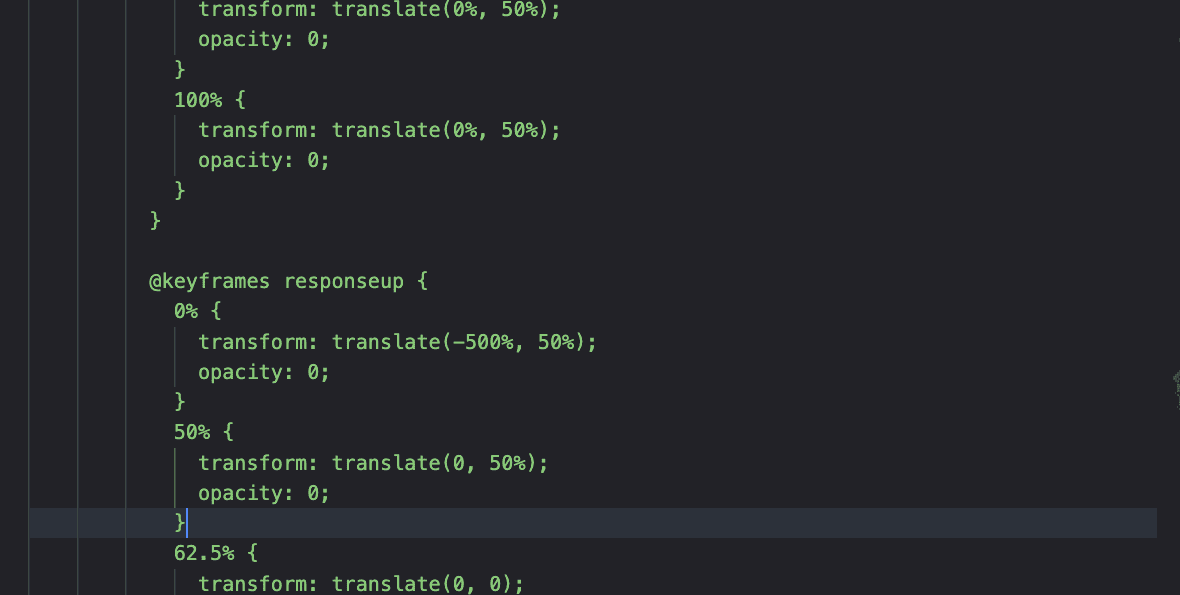 transform: translate(0%, 50%);
opacity: 0;
}
100% {
transform: translate(0%, 50%);
opacity: 0;
}
}
@keyframes responseup {
0% {
transform: translate(-500%, 50%);
opacity: 0;
}
50% {
transform: translate(0, 50%);
opacity: 0;
}
62.5% {
transform: translate(0, 0);